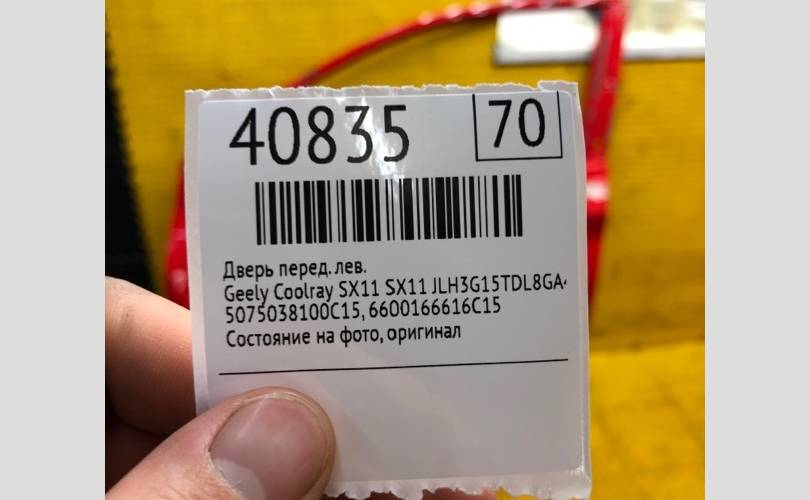 40835
70
Дверь перед. лев.
Geely Coolray SX11 SX11 JLH3G15TDL8GA-
5075038100C15, 6600166616C15
Состояние на фото, оригинал